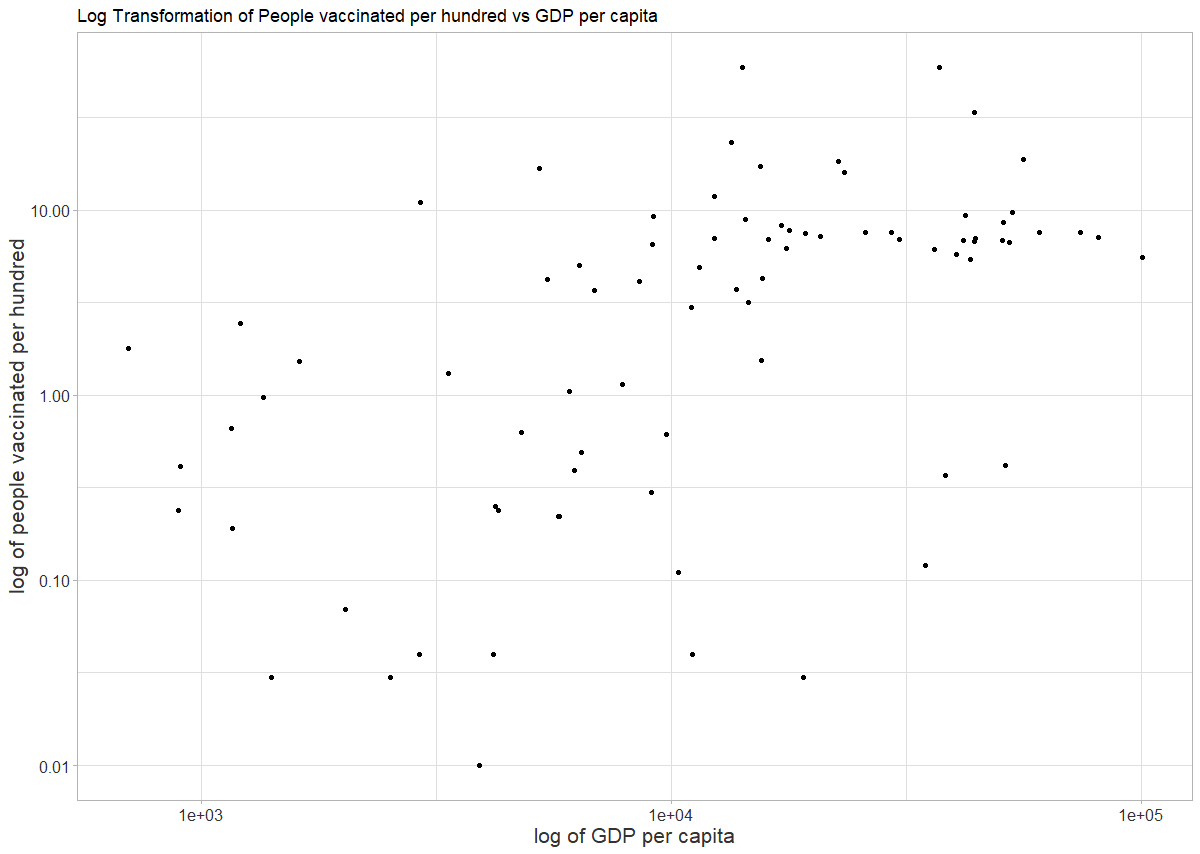 Log Transformation of People vaccinated per hundred vs GDP per capita
log of people vaccinated per hundred
10.00
1.00
0.10
0.01
1e+03
1e+04
1e+05
log of GDP per capita